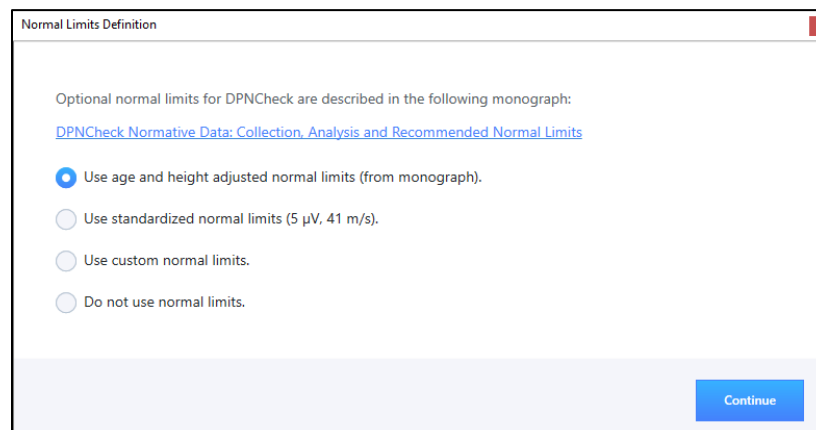 Normal Limits Definition
Optional normal limits for DPNCheck are described in the following monograph:
DPNCheck Normative Data: Collection, Analysis and Recommended Normal Limits
Use age and height adjusted normal limits (from monograph).
Use standardized normal limits (5 µV, 41 m/s).
Use custom normal limits.
Do not use normal limits.
Continue